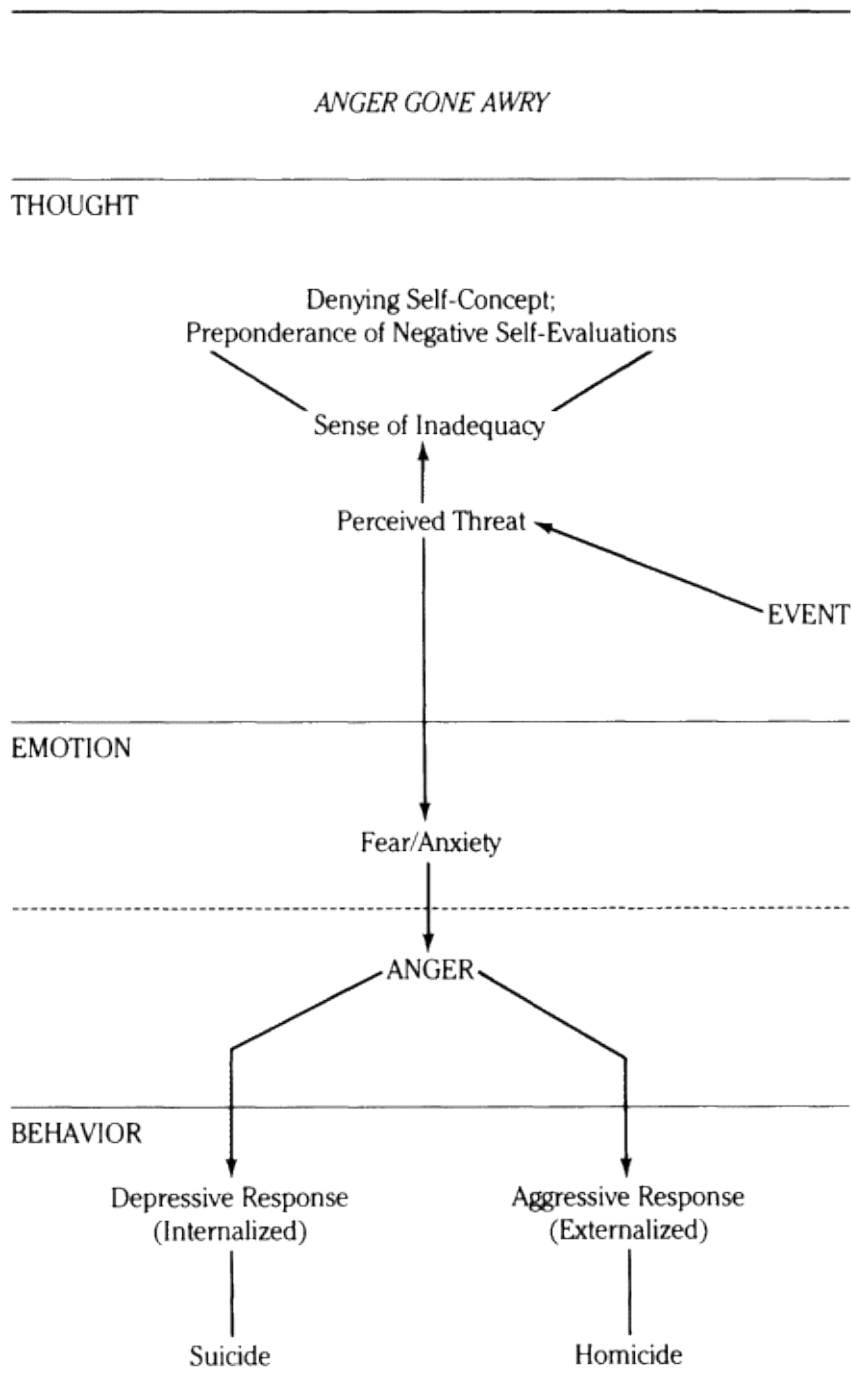 ANGER GONE AWRY
THOUGHT
Denying Self-Concept;
Preponderance of Negative Self-Evaluations
Sense of Inadequacy
Perceived Threat
EVENT
EMOTION
Fear/Anxiety
ANGER
BEHAVIOR
Depressive Response
(Internalized)
Aggressive Response
(Externalized)
Suicide
Homicide